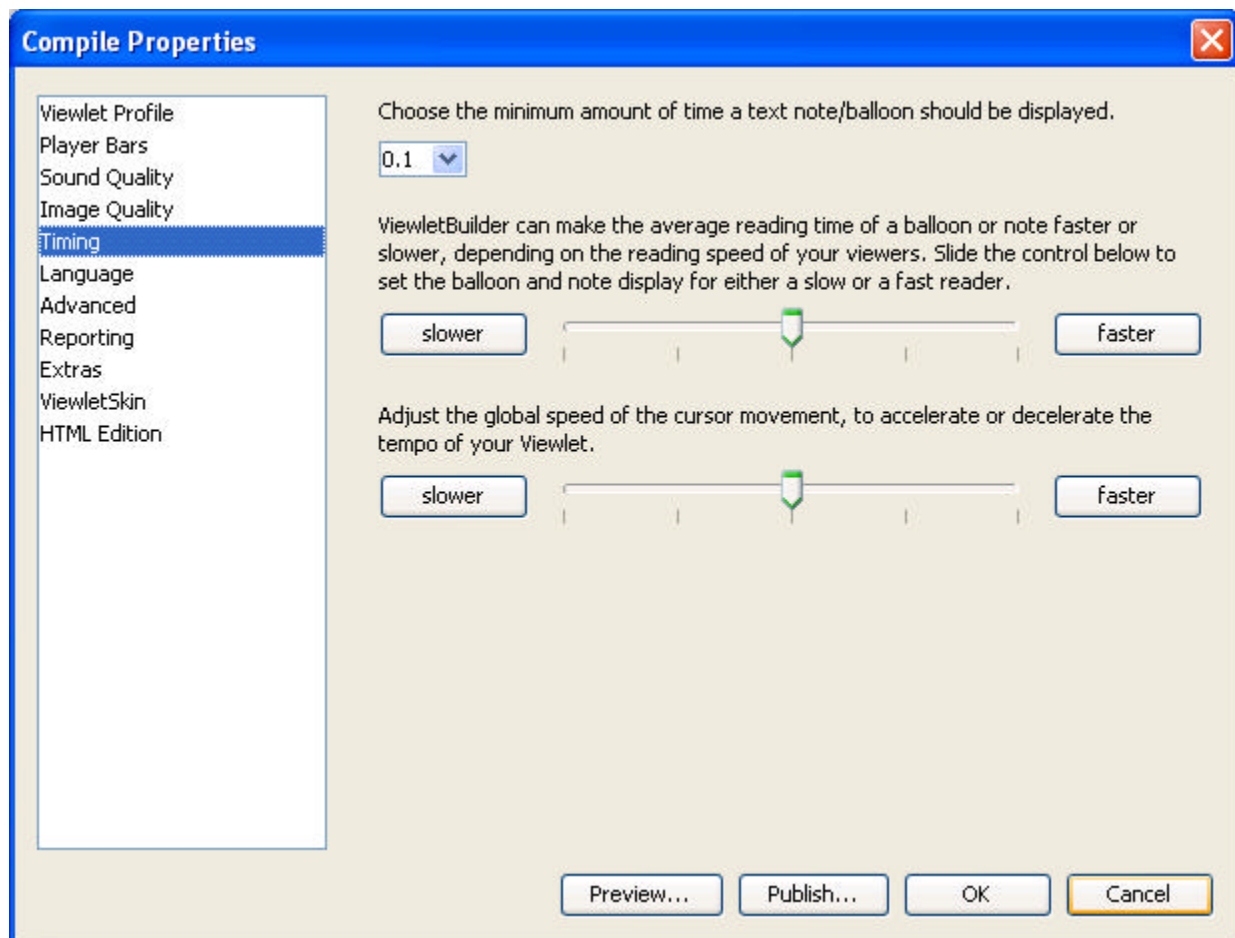 Compile Properties
Viewlet Profile
Player Bars
Sound Quality
Image Quality
Timing
Language
Advanced
Reporting
Extras
ViewletSkin
HTML Edition
Choose the minimum amount of time a text note/balloon should be displayed.
0.1
ViewletBuilder can make the average reading time of a balloon or note faster or
slower, depending on the reading speed of your viewers. Slide the control below to
set the balloon and note display for either a slow or a fast reader.
slower faster
Adjust the global speed of the cursor movement, to accelerate or decelerate the
tempo of your Viewlet.
slower faster
Preview... Publish... OK Cancel